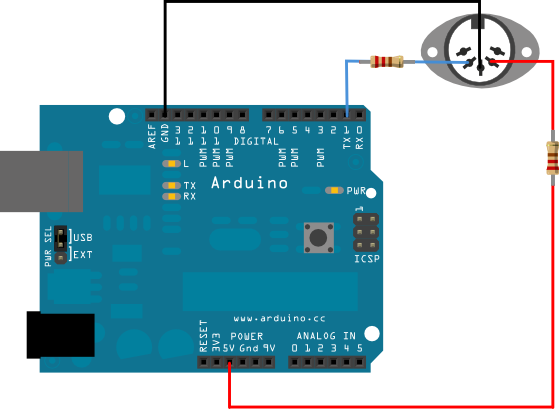 AREF
GND
13
12
11
10
9
8
7
6
5
4
3
2
1
0
TX
RX
PWM
PWM
PWM
PWM
PWM
PWM
DIGITAL
L
TX
RX
Arduino
PWR
PWR SEL
USB
EXT
1
ICSP
www.arduino.cc
RESET
3V3
5V
Gnd
9V
POWER
ANALOG IN
0 1 2 3 4 5